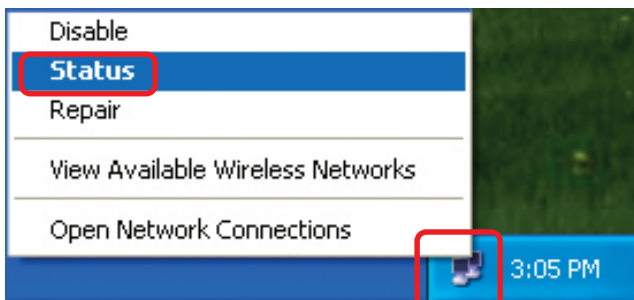 Disable
Status
Repair
View Available Wireless Networks
Open Network Connections
3:05 PM